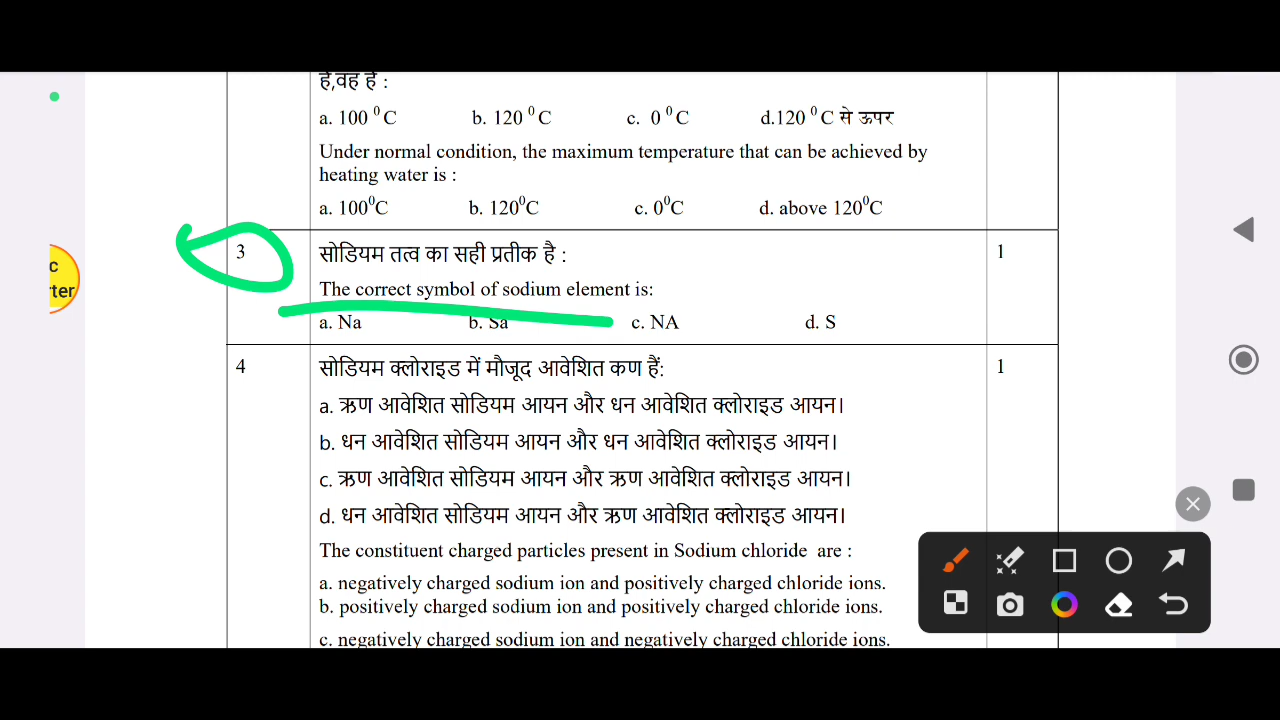 है,वह है :
a. 100 ⁰ C b. 120 ⁰ C c. 0 ⁰ C d.120 ⁰ C से ऊपर
Under normal condition, the maximum temperature that can be achieved by
heating water is :
a. 100⁰C b. 120⁰C c. 0⁰C d. above 120⁰C
3 सोडियम तत्व का सही प्रतीक है : 1
The correct symbol of sodium element is:
a. Na b. Sa c. NA d. S
4 सोडियम क्लोराइड में मौजूद आवेशित कण हैं: 1
a. ऋण आवेशित सोडियम आयन और धन आवेशित क्लोराइड आयन।
b. धन आवेशित सोडियम आयन और धन आवेशित क्लोराइड आयन।
c. ऋण आवेशित सोडियम आयन और ऋण आवेशित क्लोराइड आयन।
d. धन आवेशित सोडियम आयन और ऋण आवेशित क्लोराइड आयन।
The constituent charged particles present in Sodium chloride are :
a. negatively charged sodium ion and positively charged chloride ions.
b. positively charged sodium ion and positively charged chloride ions.
c. negatively charged sodium ion and negatively charged chloride ions.
c
ter